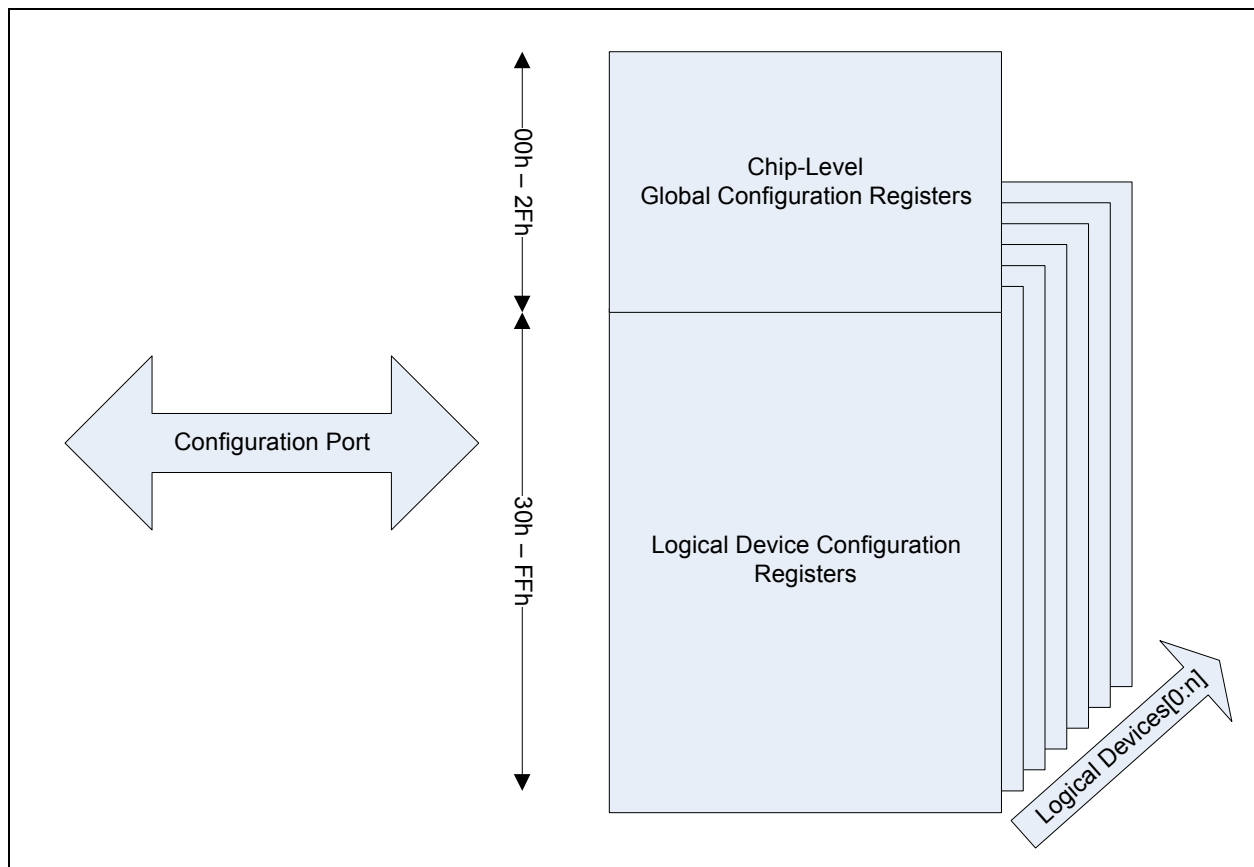 00h – 2Fh
Chip-Level
Global Configuration Registers
Configuration Port
30h – FFh
Logical Device Configuration
Registers
Logical Devices[0:n]